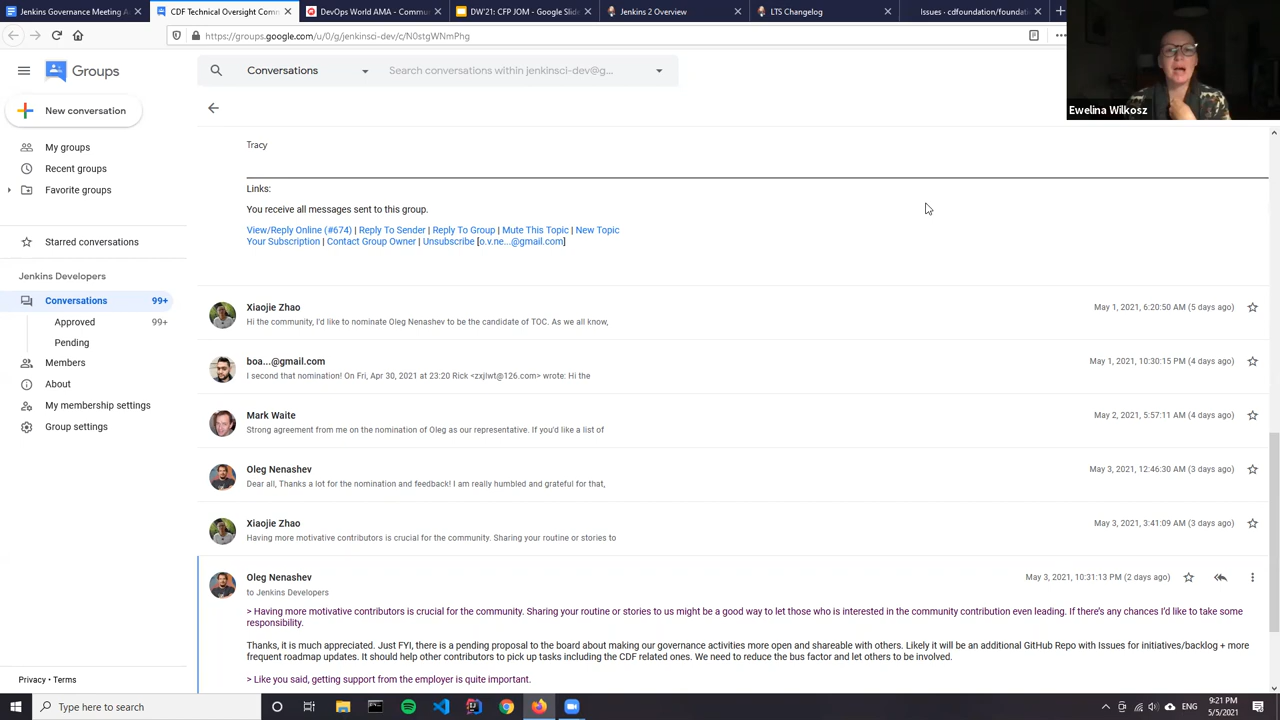 Jenkins Governance Meeting A
CDF Technical Oversight Comm
DevOps World AMA - Commu
DW'21: CFP JOM - Google Slide
Jenkins 2 Overview
LTS Changelog
Issues · cdfoundation/foundati
https://groups.google.com/u/0/g/jenkinsci-dev/c/N0stgWNmPhg
Groups
Conversations
Search conversations within jenkinsci-dev@g...
Ewelina Wilkosz
New conversation
My groups
Recent groups
Favorite groups
Starred conversations
Jenkins Developers
Conversations 99+
Approved 99+
Pending
Members
About
My membership settings
Group settings
Privacy • Terms
Tracy
Links:
You receive all messages sent to this group.
View/Reply Online (#674) | Reply To Sender | Reply To Group | Mute This Topic | New Topic
Your Subscription | Contact Group Owner | Unsubscribe [o.v.ne...@gmail.com]
Xiaojie Zhao May 1, 2021, 6:20:50 AM (5 days ago)
Hi the community, I'd like to nominate Oleg Nenashev to be the candidate of TOC. As we all know,
boa...@gmail.com May 1, 2021, 10:30:15 PM (4 days ago)
I second that nomination! On Fri, Apr 30, 2021 at 23:20 Rick <zxjlwt@126.com> wrote: Hi the
Mark Waite May 2, 2021, 5:57:11 AM (4 days ago)
Strong agreement from me on the nomination of Oleg as our representative. If you'd like a list of
Oleg Nenashev May 3, 2021, 12:46:30 AM (3 days ago)
Dear all, Thanks a lot for the nomination and feedback! I am really humbled and grateful for that,
Xiaojie Zhao May 3, 2021, 3:41:09 AM (3 days ago)
Having more motivative contributors is crucial for the community. Sharing your routine or stories to
Oleg Nenashev May 3, 2021, 10:31:13 PM (2 days ago)
to Jenkins Developers
> Having more motivative contributors is crucial for the community. Sharing your routine or stories to us might be a good way to let those who is interested in the community contribution even leading. If there's any chances I'd like to take some
responsibility.
Thanks, it is much appreciated. Just FYI, there is a pending proposal to the board about making our governance activities more open and shareable with others. Likely it will be an additional GitHub Repo with Issues for initiatives/backlog + more
frequent roadmap updates. It should help other contributors to pick up tasks including the CDF related ones. We need to reduce the bus factor and let others to be involved.
> Like you said, getting support from the employer is quite important.
Type here to search
ENG
9:21 PM
5/5/2021